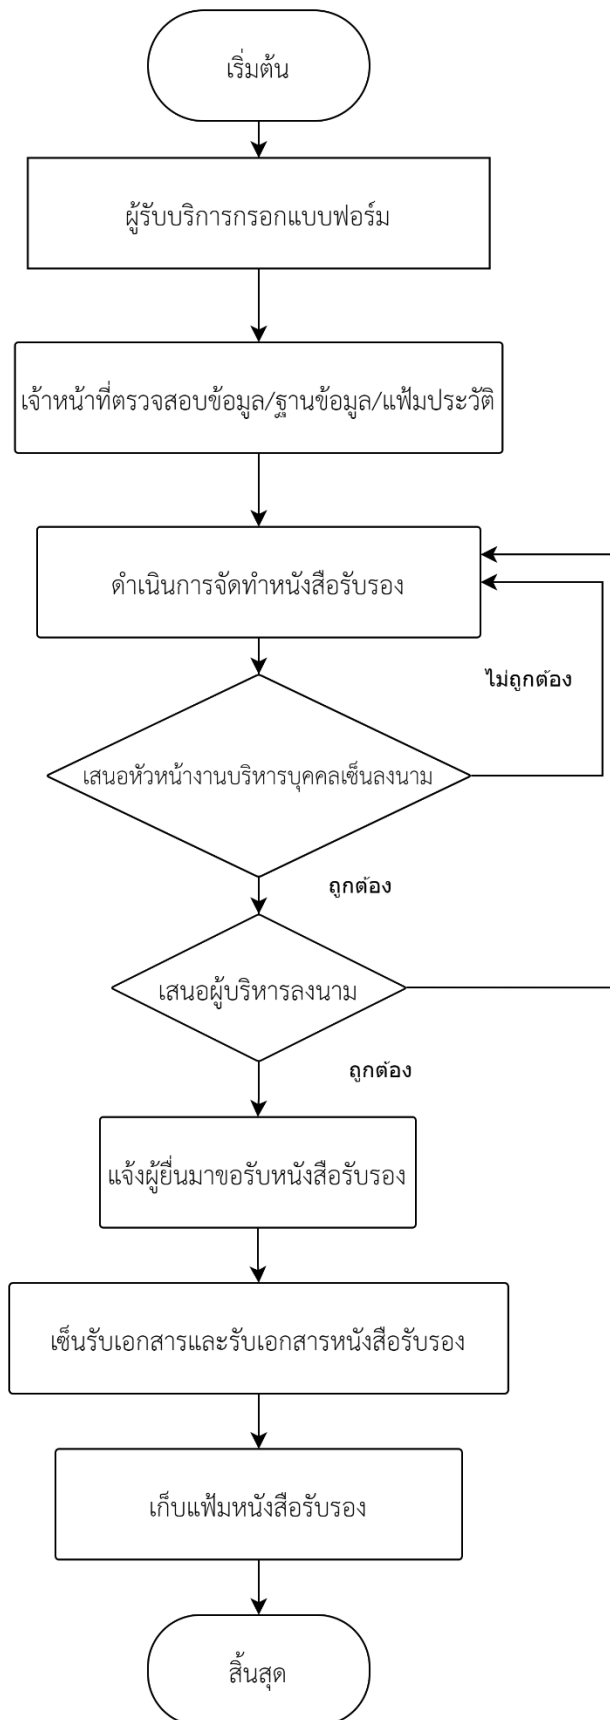 เริ่มต้น
ผู้รับบริการกรอกแบบฟอร์ม
เจ้าหน้าที่ตรวจสอบข้อมูล/ฐานข้อมูล/แฟ้มประวัติ
ดำเนินการจัดทำหนังสือรับรอง
ไม่ถูกต้อง
เสนอหัวหน้างานบริหารบุคคลเซ็นลงนาม
ถูกต้อง
เสนอผู้บริหารลงนาม
ถูกต้อง
แจ้งผู้ยื่นมาขอรับหนังสือรับรอง
เซ็นรับเอกสารและรับเอกสารหนังสือรับรอง
เก็บแฟ้มหนังสือรับรอง
สิ้นสุด